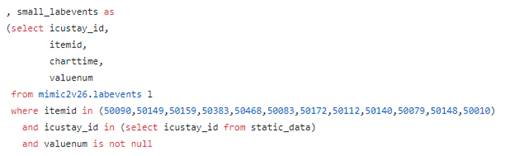 , small_labevents as
(select icustay_id,
itemid,
charttime,
valuenum
from mimic2v26.labevents l
where itemid in (50090,50149,50159,50383,50468,50083,50172,50112,50140,50079,50148,50010)
and icustay_id in (select icustay_id from static_data)
and valuenum is not null